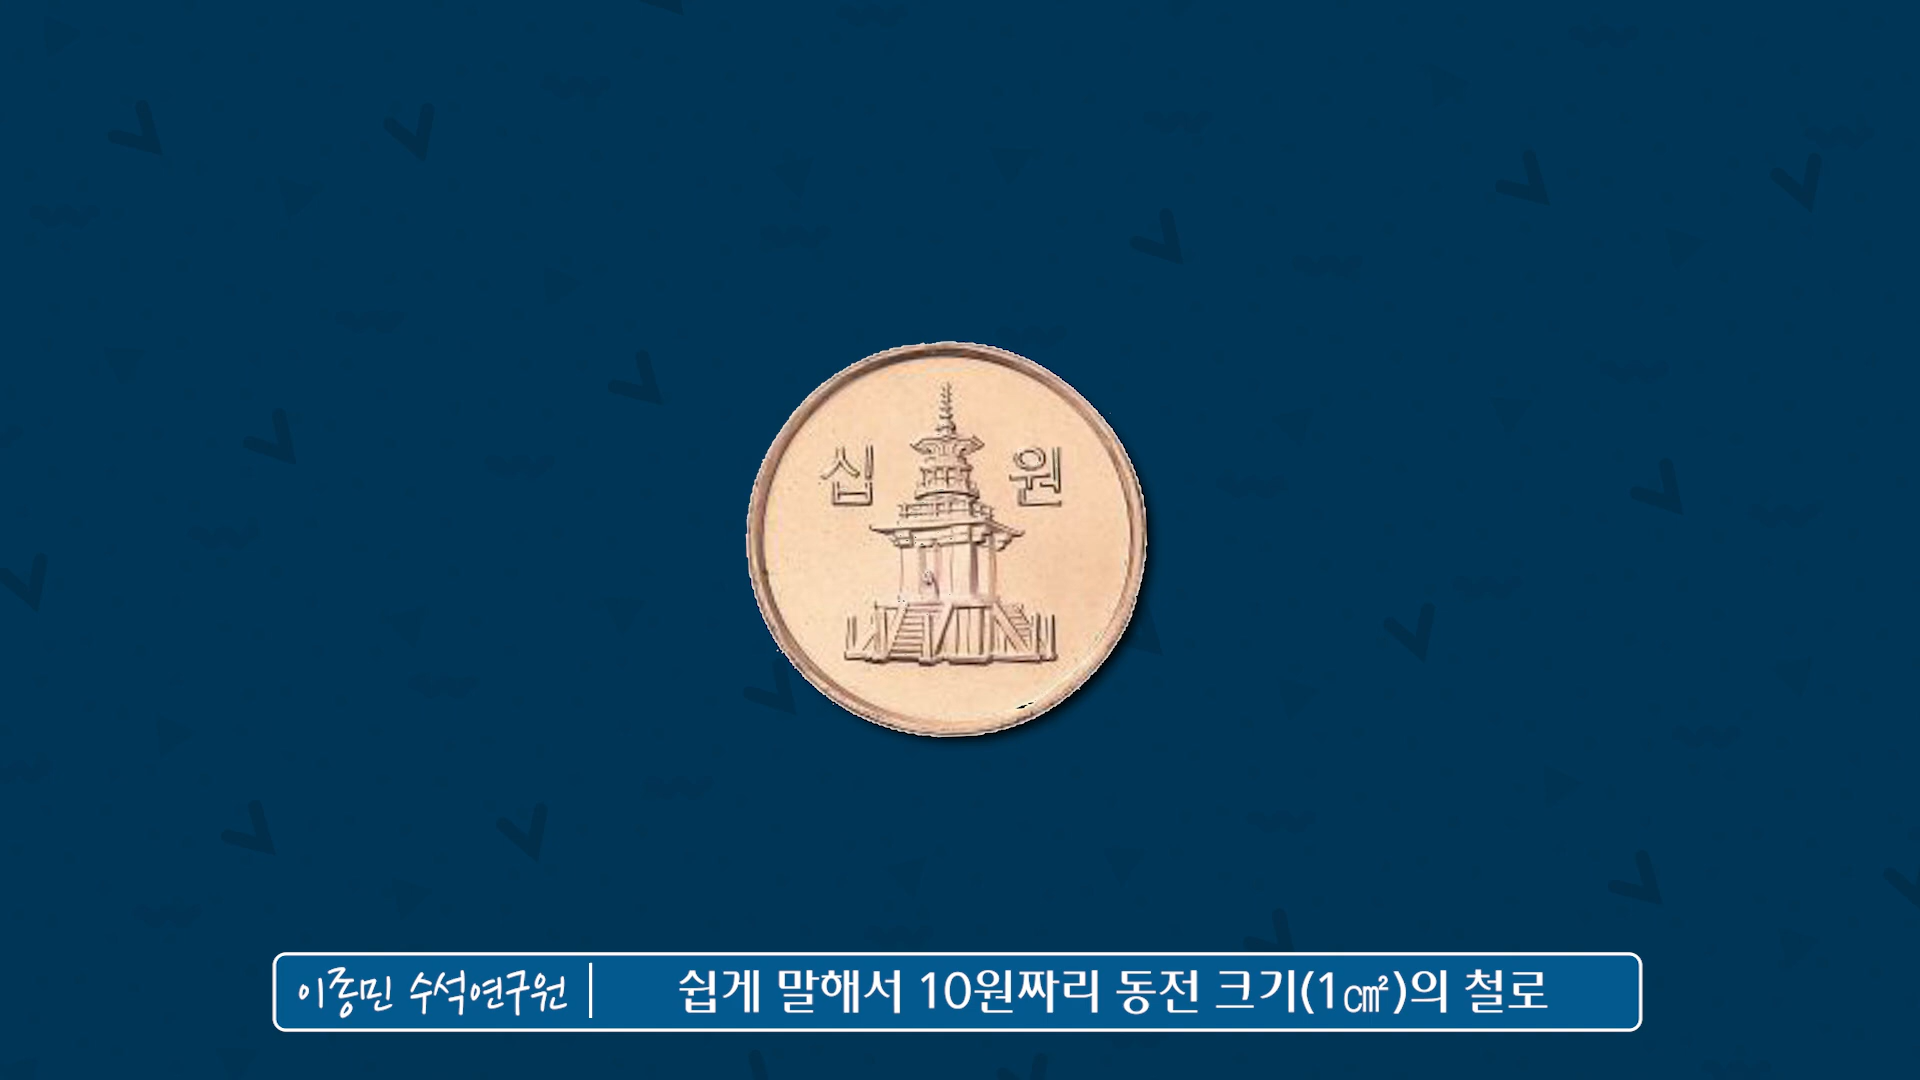 십 원
이종민 수석연구원
쉽게 말해서 10원짜리 동전 크기(1㎠)의 철로